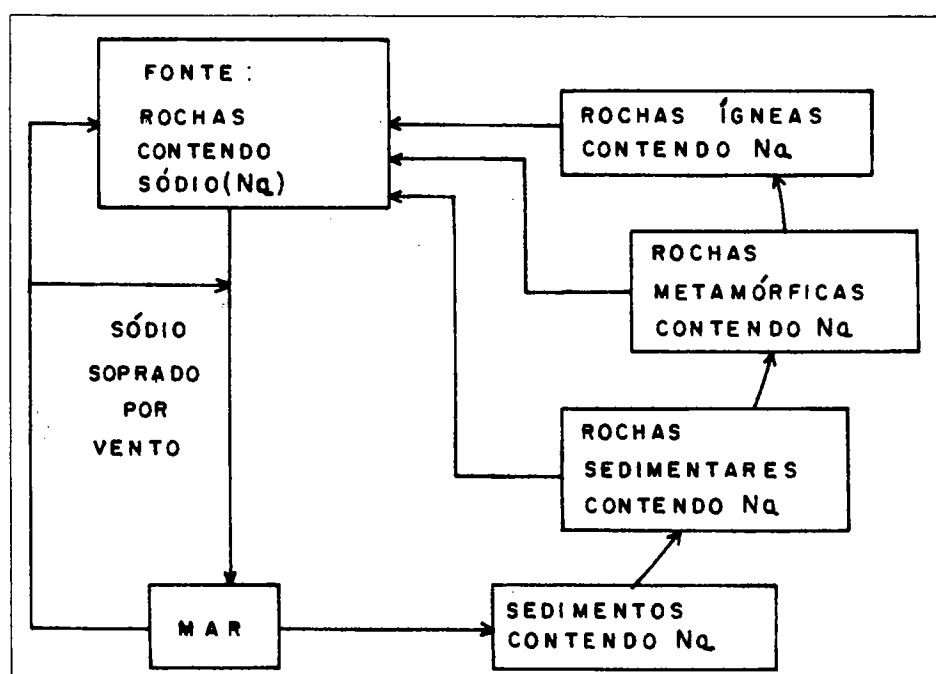 FONTE:
ROCHAS
CONTENDO
SÓDIO(Na)
ROCHAS ÍGNEAS
CONTENDO Na
ROCHAS
METAMÓRFICAS
CONTENDO Na
SÓDIO
SOPRADO
POR
VENTO
ROCHAS
SEDIMENTARES
CONTENDO Na
MAR
SEDIMENTOS
CONTENDO Na